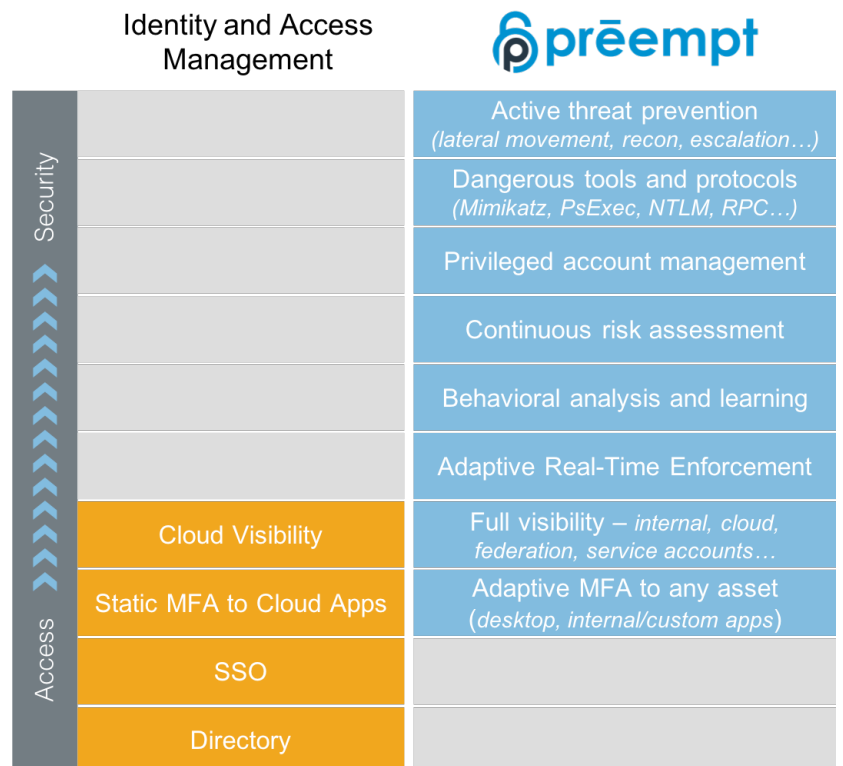 Identity and Access
Management
prēempt
Security
Access
Active threat prevention
(lateral movement, recon, escalation…)
Dangerous tools and protocols
(Mimikatz, PsExec, NTLM, RPC…)
Privileged account management
Continuous risk assessment
Behavioral analysis and learning
Adaptive Real-Time Enforcement
Cloud Visibility
Full visibility – internal, cloud,
federation, service accounts…
Static MFA to Cloud Apps
Adaptive MFA to any asset
(desktop, internal/custom apps)
SSO
Directory